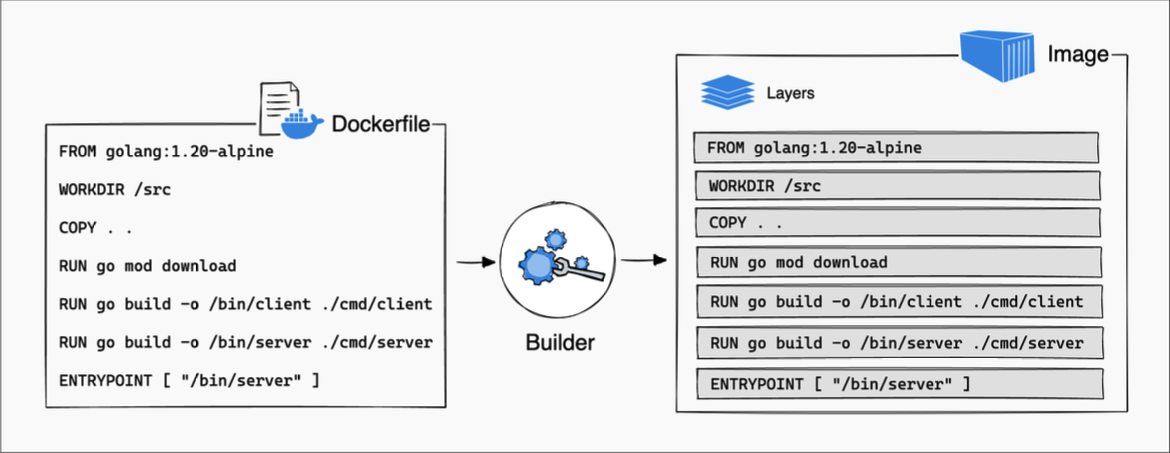 Dockerfile
FROM golang:1.20-alpine
WORKDIR /src
COPY . .
RUN go mod download
RUN go build -o /bin/client ./cmd/client
RUN go build -o /bin/server ./cmd/server
ENTRYPOINT [ "/bin/server" ]
Builder
Image
Layers
FROM golang:1.20-alpine
WORKDIR /src
COPY . .
RUN go mod download
RUN go build -o /bin/client ./cmd/client
RUN go build -o /bin/server ./cmd/server
ENTRYPOINT [ "/bin/server" ]